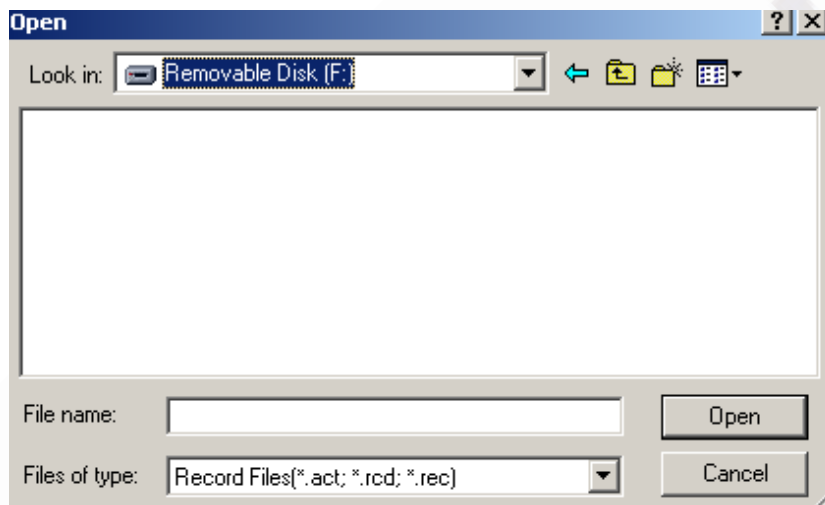 Open
Look in: Removable Disk (F:)
File name: Open
Files of type: Record Files(*.act; *.rcd; *.rec) Cancel